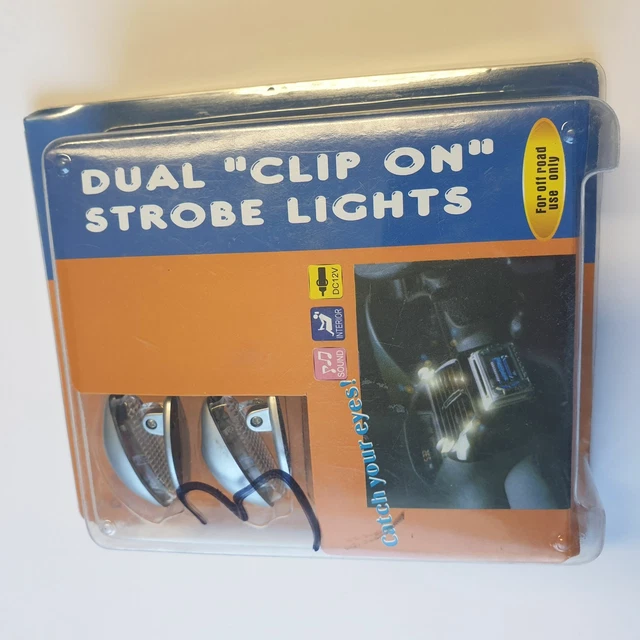 DUAL "CLIP ON"
STROBE LIGHTS
For off road
use only
DC12V
INTERIOR
SOUND
Catch your eyes!